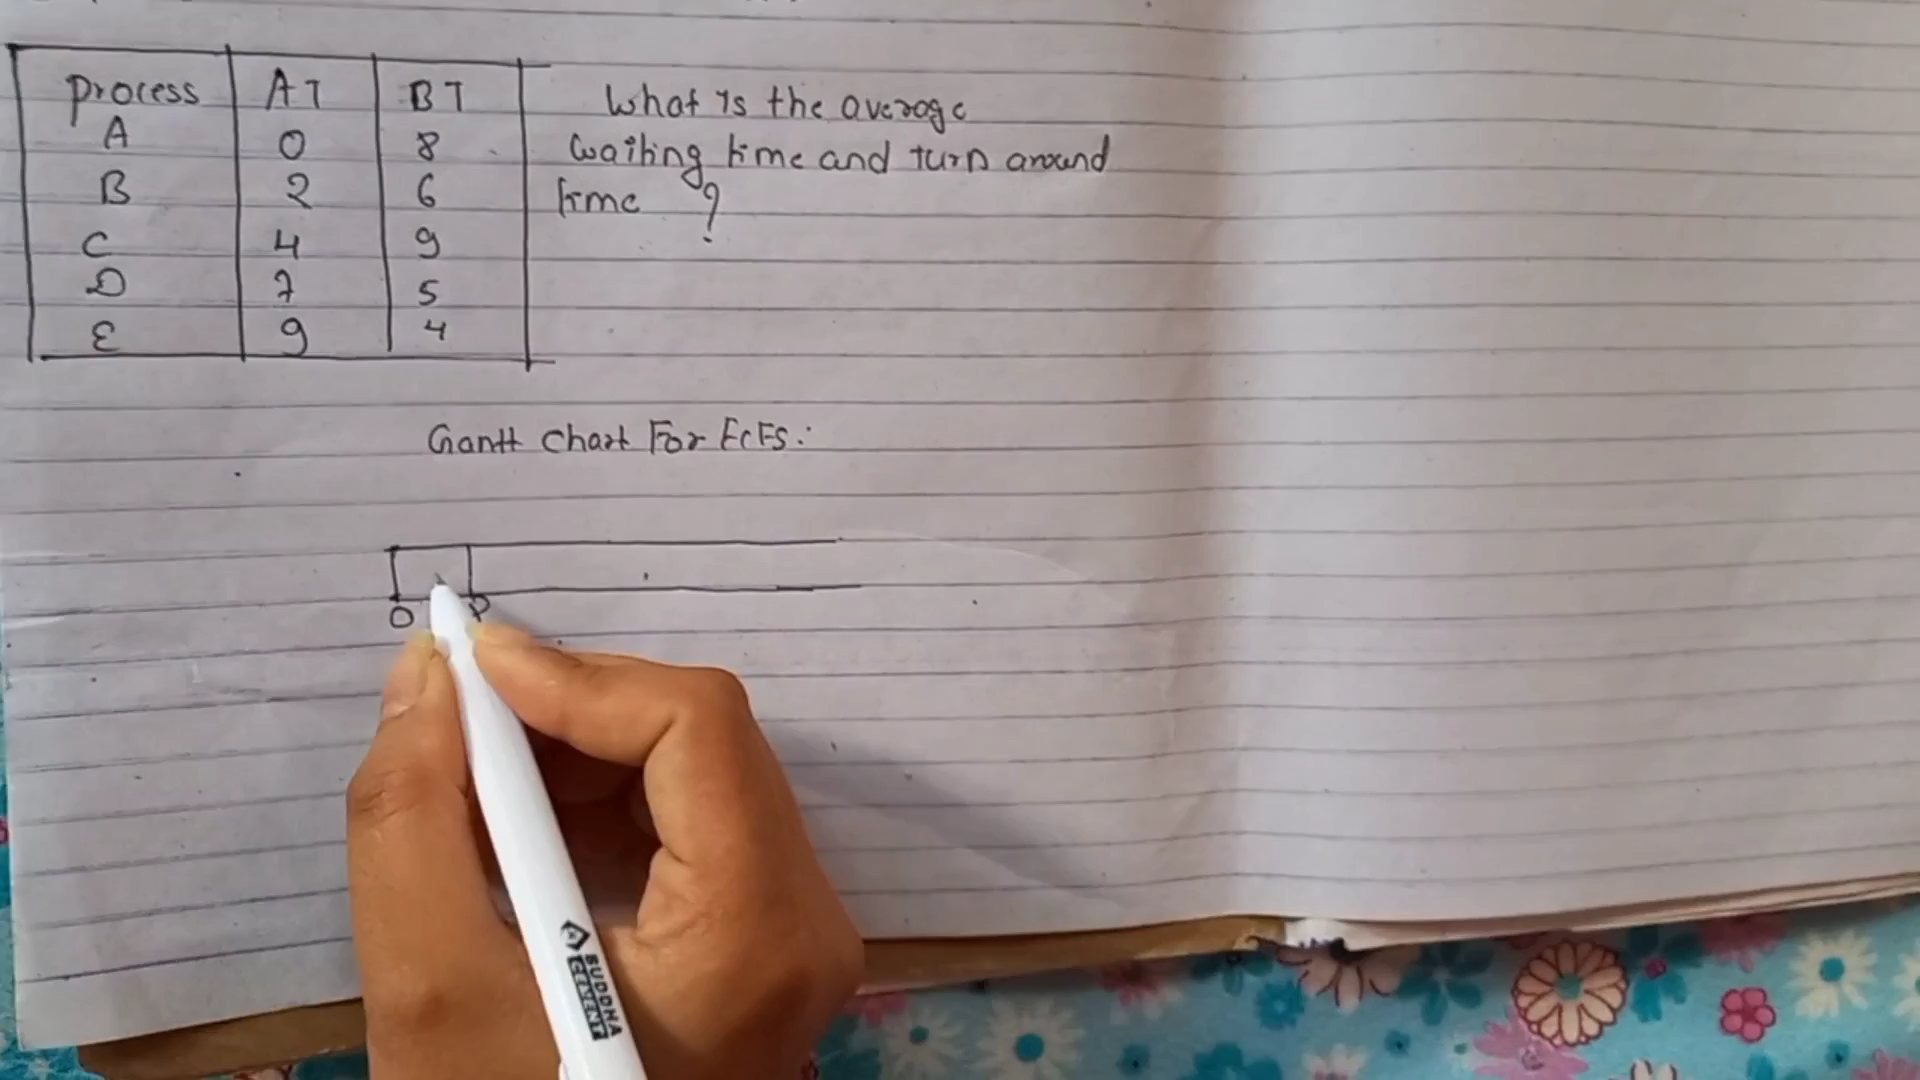 Process AT BT
A 0 8
B 2 6
C 4 9
D 7 5
E 9 4
What is the average
waiting time and turn around
time ?
Gantt Chart For FCFS:
0
BUDDHA
CEMENT